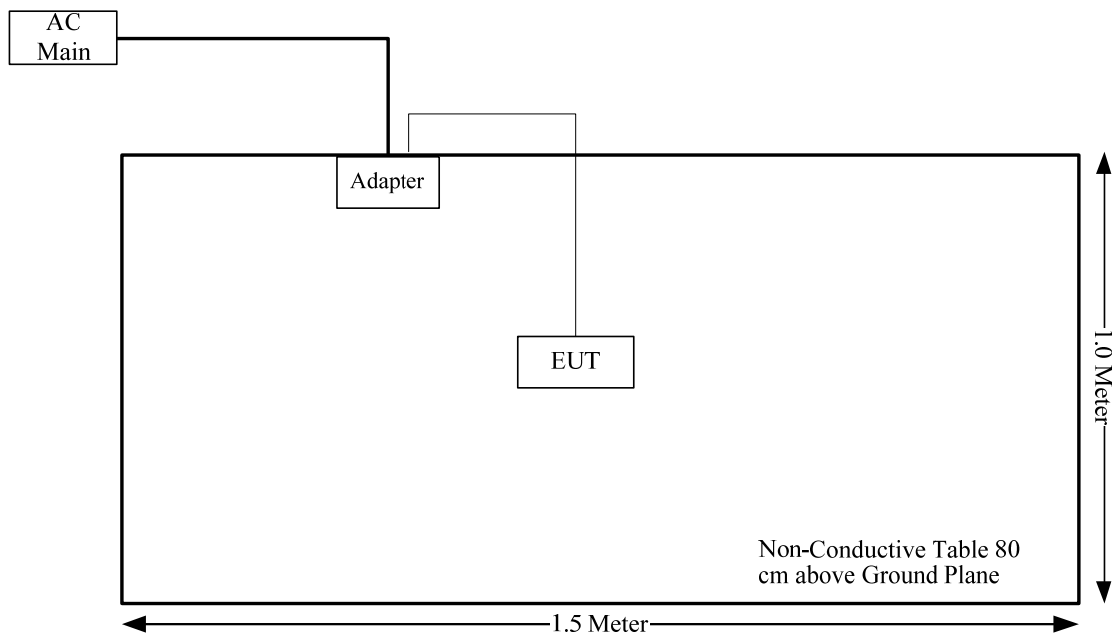 AC
Main
Adapter
EUT
1.0 Meter
Non-Conductive Table 80
cm above Ground Plane
1.5 Meter